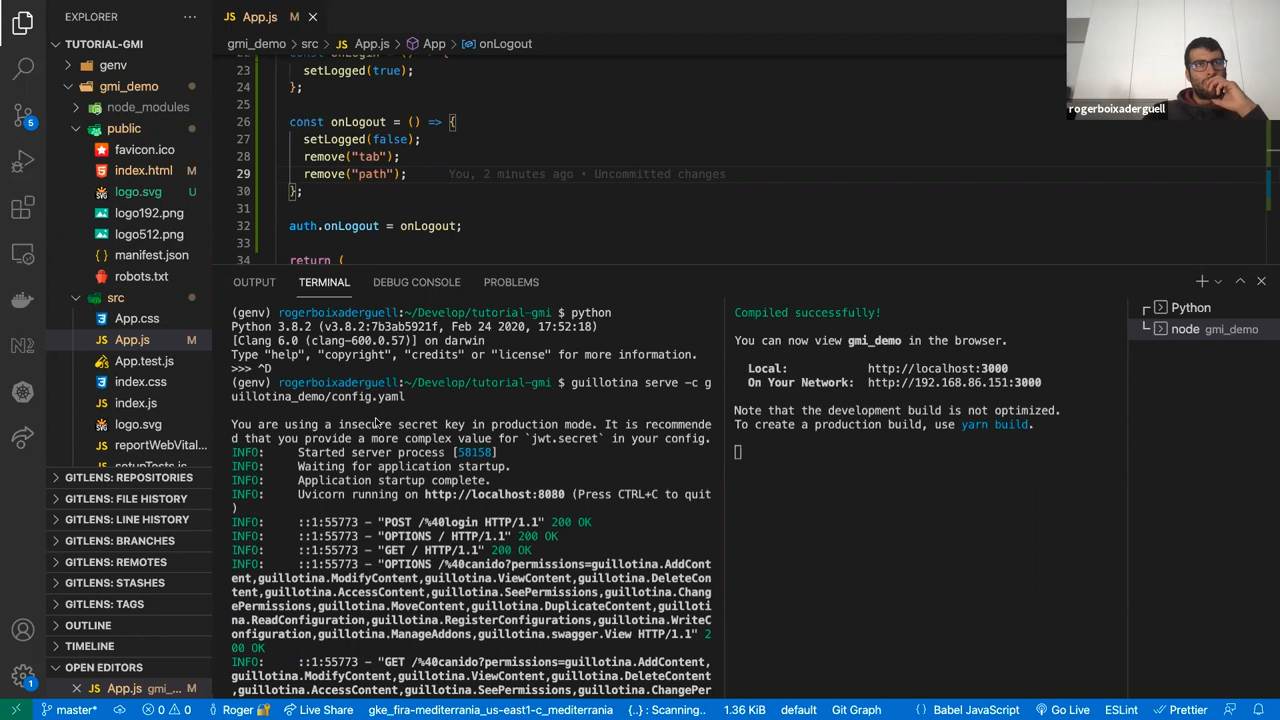 EXPLORER
TUTORIAL-GMI
genv
gmi_demo
node_modules
public
favicon.ico
index.html M
logo.svg U
logo192.png
logo512.png
manifest.json
robots.txt
src
App.css
App.js M
App.test.js
index.css
index.js
logo.svg
reportWebVital...
setupTests.js
GITLENS: REPOSITORIES
GITLENS: FILE HISTORY
GITLENS: LINE HISTORY
GITLENS: BRANCHES
GITLENS: REMOTES
GITLENS: STASHES
GITLENS: TAGS
OUTLINE
TIMELINE
OPEN EDITORS
App.js gmi_... M
5
1
App.js M
gmi_demo > src > App.js > App > onLogout
23 setLogged(true);
24 };
25
26 const onLogout = () => {
27 setLogged(false);
28 remove("tab");
29 remove("path"); You, 2 minutes ago • Uncommitted changes
30 };
31
32 auth.onLogout = onLogout;
33
34 return (
rogerboixaderguell
OUTPUT TERMINAL DEBUG CONSOLE PROBLEMS
(genv) rogerboixaderguell:~/Develop/tutorial-gmi $ python
Python 3.8.2 (v3.8.2:7b3ab5921f, Feb 24 2020, 17:52:18)
[Clang 6.0 (clang-600.0.57)] on darwin
Type "help", "copyright", "credits" or "license" for more information.
>>> ^D
(genv) rogerboixaderguell:~/Develop/tutorial-gmi $ guillotina serve -c g
uillotina_demo/config.yaml
You are using a insecure secret key in production mode. It is recommende
d that you provide a more complex value for `jwt.secret` in your config.
INFO: Started server process [58158]
INFO: Waiting for application startup.
INFO: Application startup complete.
INFO: Uvicorn running on http://localhost:8080 (Press CTRL+C to quit
)
INFO: ::1:55773 - "POST /%40login HTTP/1.1" 200 OK
INFO: ::1:55773 - "OPTIONS / HTTP/1.1" 200 OK
INFO: ::1:55773 - "GET / HTTP/1.1" 200 OK
INFO: ::1:55773 - "OPTIONS /%40canido?permissions=guillotina.AddCont
ent,guillotina.ModifyContent,guillotina.ViewContent,guillotina.DeleteCon
tent,guillotina.AccessContent,guillotina.SeePermissions,guillotina.Chang
ePermissions,guillotina.MoveContent,guillotina.DuplicateContent,guilloti
na.ReadConfiguration,guillotina.RegisterConfigurations,guillotina.WriteC
onfiguration,guillotina.ManageAddons,guillotina.swagger.View HTTP/1.1" 2
00 OK
INFO: ::1:55773 - "GET /%40canido?permissions=guillotina.AddContent,
guillotina.ModifyContent,guillotina.ViewContent,guillotina.DeleteContent
,guillotina.AccessContent,guillotina.SeePermissions,guillotina.ChangePer
Compiled successfully!
You can now view gmi_demo in the browser.
Local: http://localhost:3000
On Your Network: http://192.168.86.151:3000
Note that the development build is not optimized.
To create a production build, use yarn build.
Python
node gmi_demo
master* 0 0 Roger Live Share gke_fira-mediterrania_us-east1-c_mediterrania {..} : Scanning.. 1.36 KiB default Git Graph {} Babel JavaScript Go Live ESLint Prettier